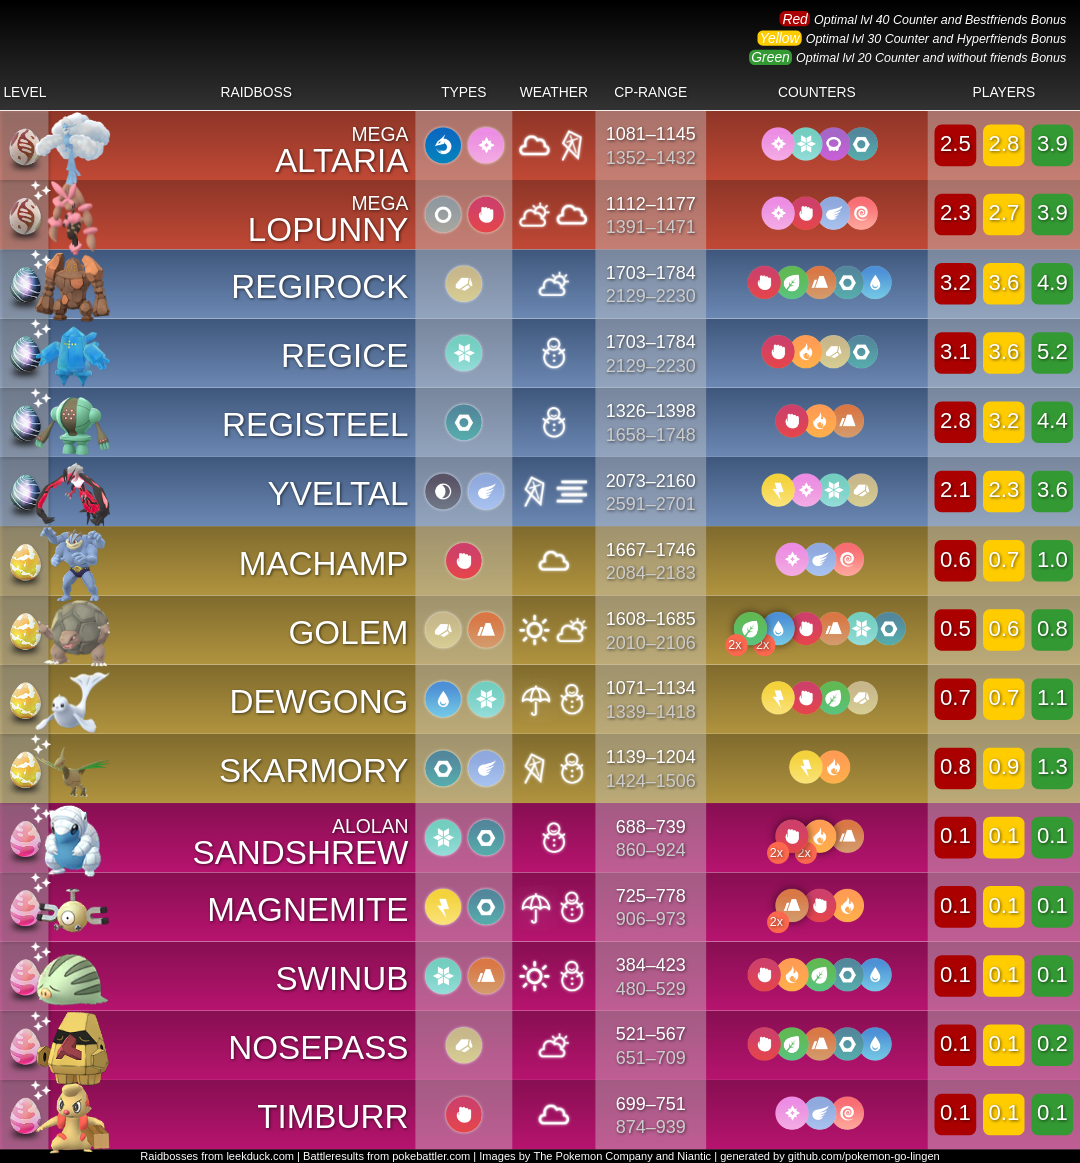 Red Optimal lvl 40 Counter and Bestfriends Bonus
Yellow Optimal lvl 30 Counter and Hyperfriends Bonus
Green Optimal lvl 20 Counter and without friends Bonus
LEVEL RAIDBOSS TYPES WEATHER CP-RANGE COUNTERS PLAYERS
MEGA
ALTARIA
1081–1145
1352–1432
2.5 2.8 3.9
MEGA
LOPUNNY
1112–1177
1391–1471
2.3 2.7 3.9
REGIROCK
1703–1784
2129–2230
3.2 3.6 4.9
REGICE
1703–1784
2129–2230
3.1 3.6 5.2
REGISTEEL
1326–1398
1658–1748
2.8 3.2 4.4
YVELTAL
2073–2160
2591–2701
2.1 2.3 3.6
MACHAMP
1667–1746
2084–2183
0.6 0.7 1.0
GOLEM
1608–1685
2010–2106
2x 2x
0.5 0.6 0.8
DEWGONG
1071–1134
1339–1418
0.7 0.7 1.1
SKARMORY
1139–1204
1424–1506
0.8 0.9 1.3
ALOLAN
SANDSHREW
688–739
860–924
2x 2x
0.1 0.1 0.1
MAGNEMITE
725–778
906–973
2x
0.1 0.1 0.1
SWINUB
384–423
480–529
0.1 0.1 0.1
NOSEPASS
521–567
651–709
0.1 0.1 0.2
TIMBURR
699–751
874–939
0.1 0.1 0.1
Raidbosses from leekduck.com | Battleresults from pokebattler.com | Images by The Pokemon Company and Niantic | generated by github.com/pokemon-go-lingen